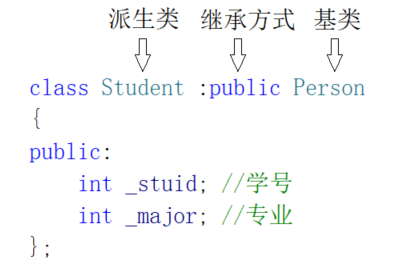 派生类 继承方式 基类
class Student :public Person
{
public:
    int _stuid; //学号
    int _major; //专业
};